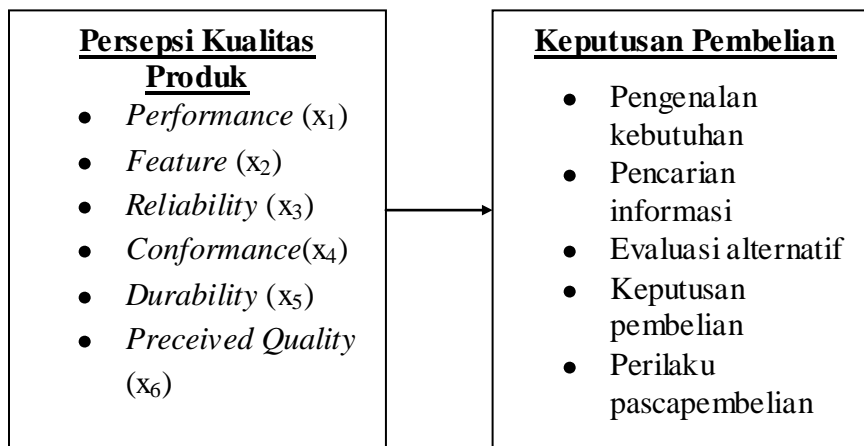 Persepsi Kualitas
Produk
● Performance (x₁)
● Feature (x₂)
● Reliability (x₃)
● Conformance(x₄)
● Durability (x₅)
● Preceived Quality
(x₆)
Keputusan Pembelian
● Pengenalan
kebutuhan
● Pencarian
informasi
● Evaluasi alternatif
● Keputusan
pembelian
● Perilaku
pascapembelian